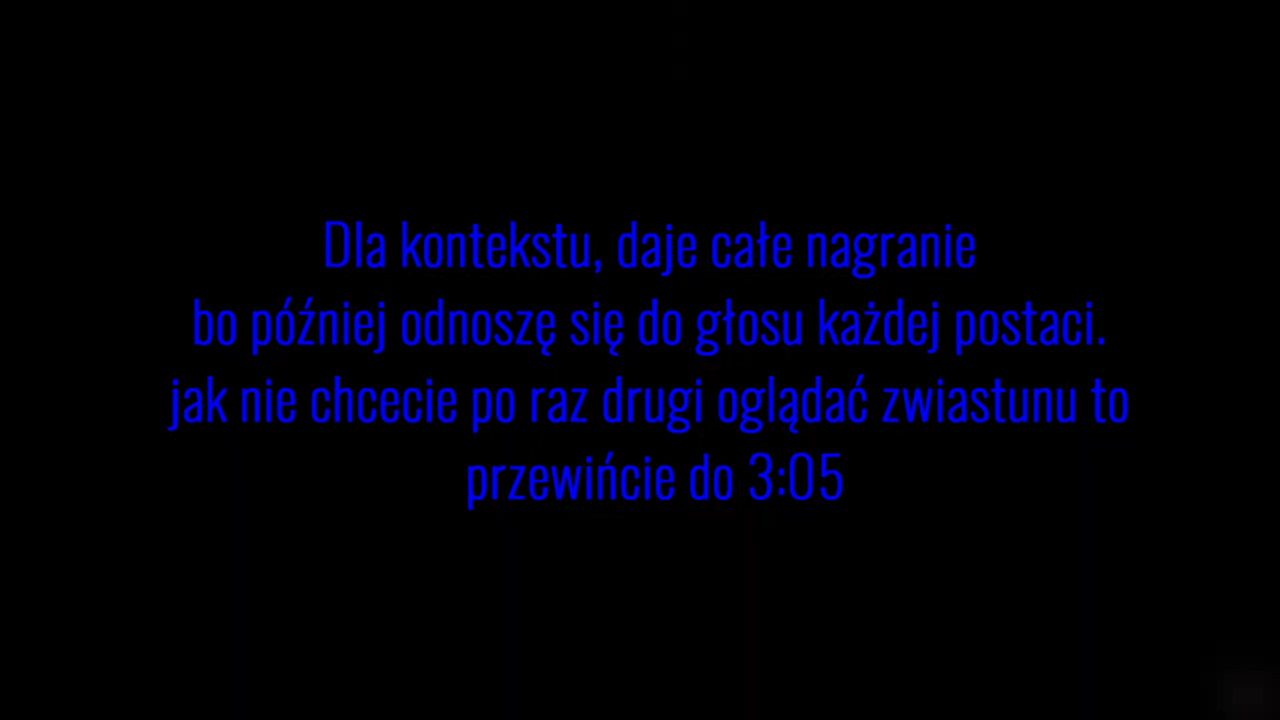 Dla kontekstu, daje całe nagranie
bo później odnoszę się do głosu każdej postaci.
jak nie chcecie po raz drugi oglądać zwiastunu to
przewińcie do 3:05